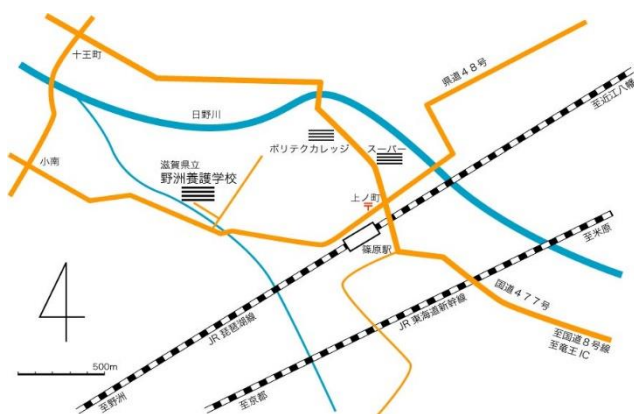 十王町
県道48号
至近江八幡
日野川
ポリテクカレッジ
スーパー
小南
滋賀県立
野洲養護学校
上ノ町
〒
篠原駅
至米原
国道477号
JR 琵琶湖線
JR 東海道新幹線
至国道8号線
至竜王 IC
500m
至野洲
至京都